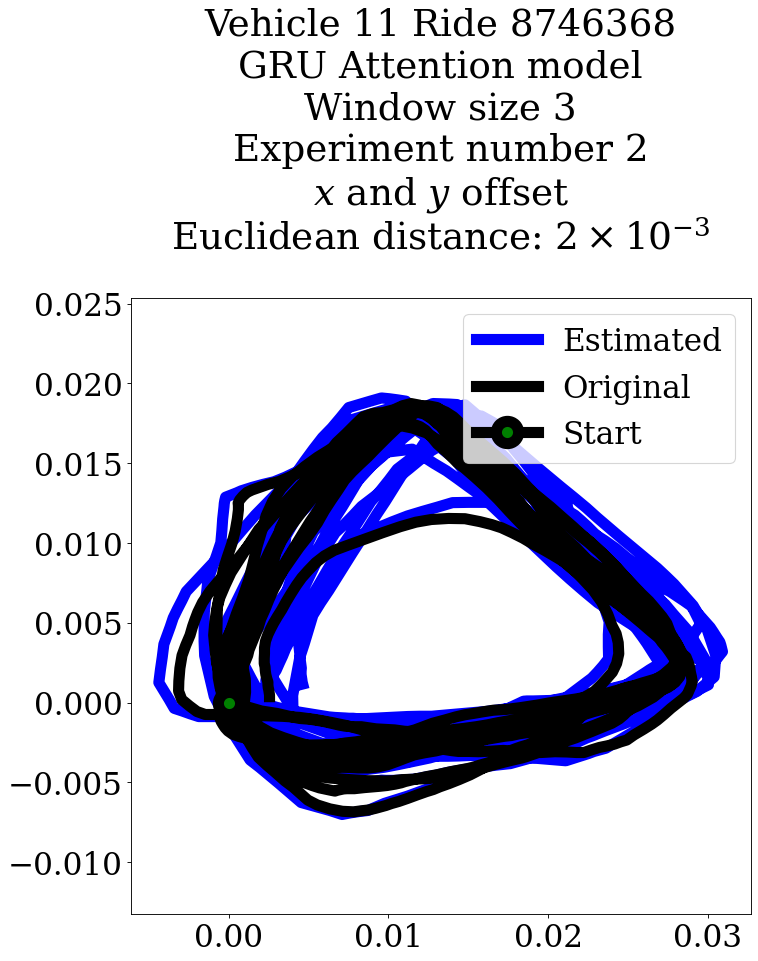 Vehicle 11 Ride 8746368
GRU Attention model
Window size 3
Experiment number 2
x and y offset
Euclidean distance: 2 × 10⁻³
Estimated
Original
Start
0.025
0.020
0.015
0.010
0.005
0.000
−0.005
−0.010
0.00 0.01 0.02 0.03